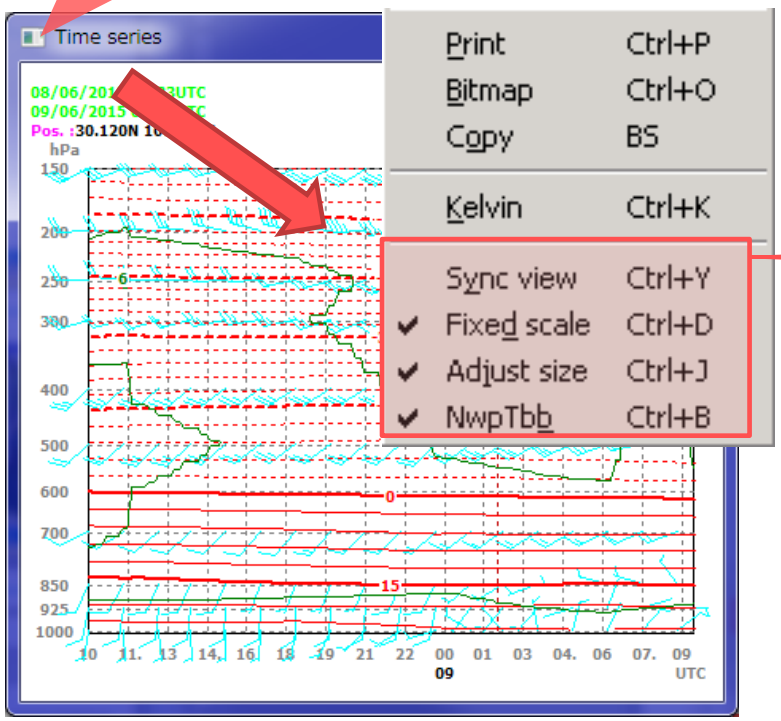 Time series
08/06/201 3UTC
09/06/2015 TC
Pos. :30.120N 1
hPa
150
200
250
300
400
500
600
700
850
925
1000
6
0
15
10 11. 13 14. 16 18 19 21 22 00 01 03 04. 06 07. 09
09 UTC
Print Ctrl+P
Bitmap Ctrl+O
Copy BS
Kelvin Ctrl+K
Sync view Ctrl+Y
✔ Fixed scale Ctrl+D
✔ Adjust size Ctrl+J
✔ NwpTbb Ctrl+B